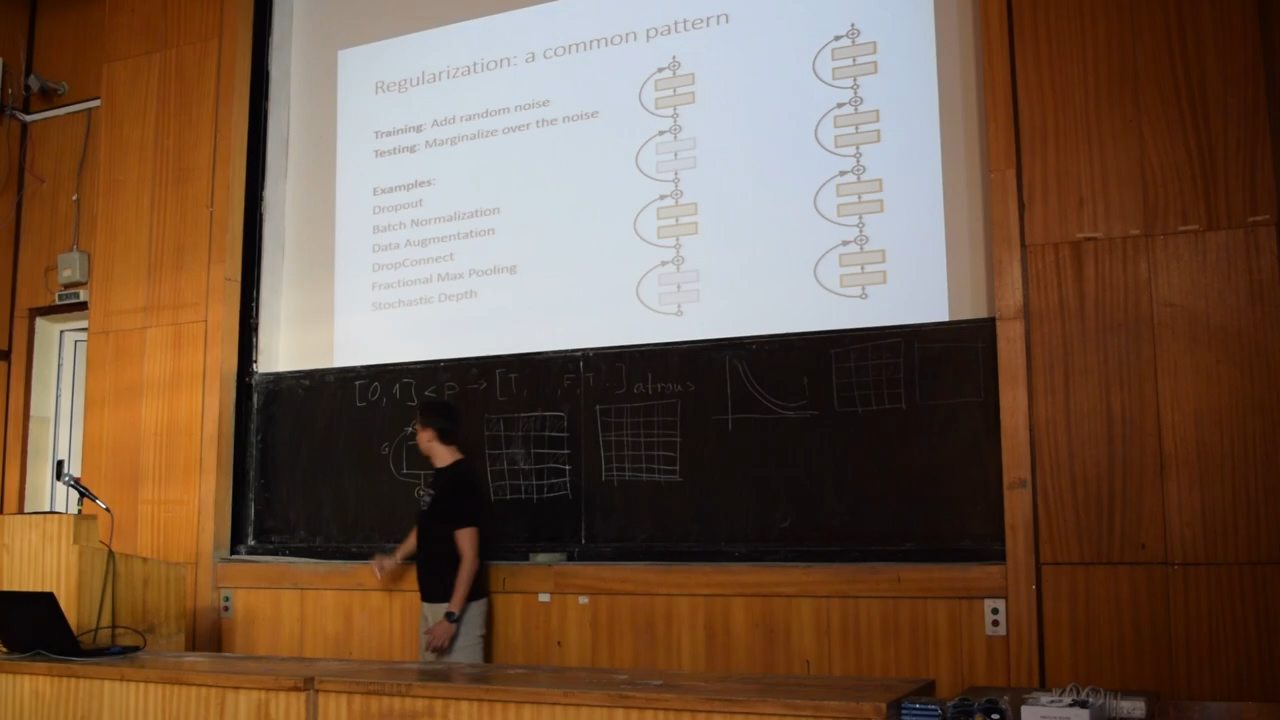 Regularization: a common pattern
Training: Add random noise
Testing: Marginalize over the noise
Examples:
Dropout
Batch Normalization
Data Augmentation
DropConnect
Fractional Max Pooling
Stochastic Depth
[0,1] < p → [T, ..., F, T ..] atrous